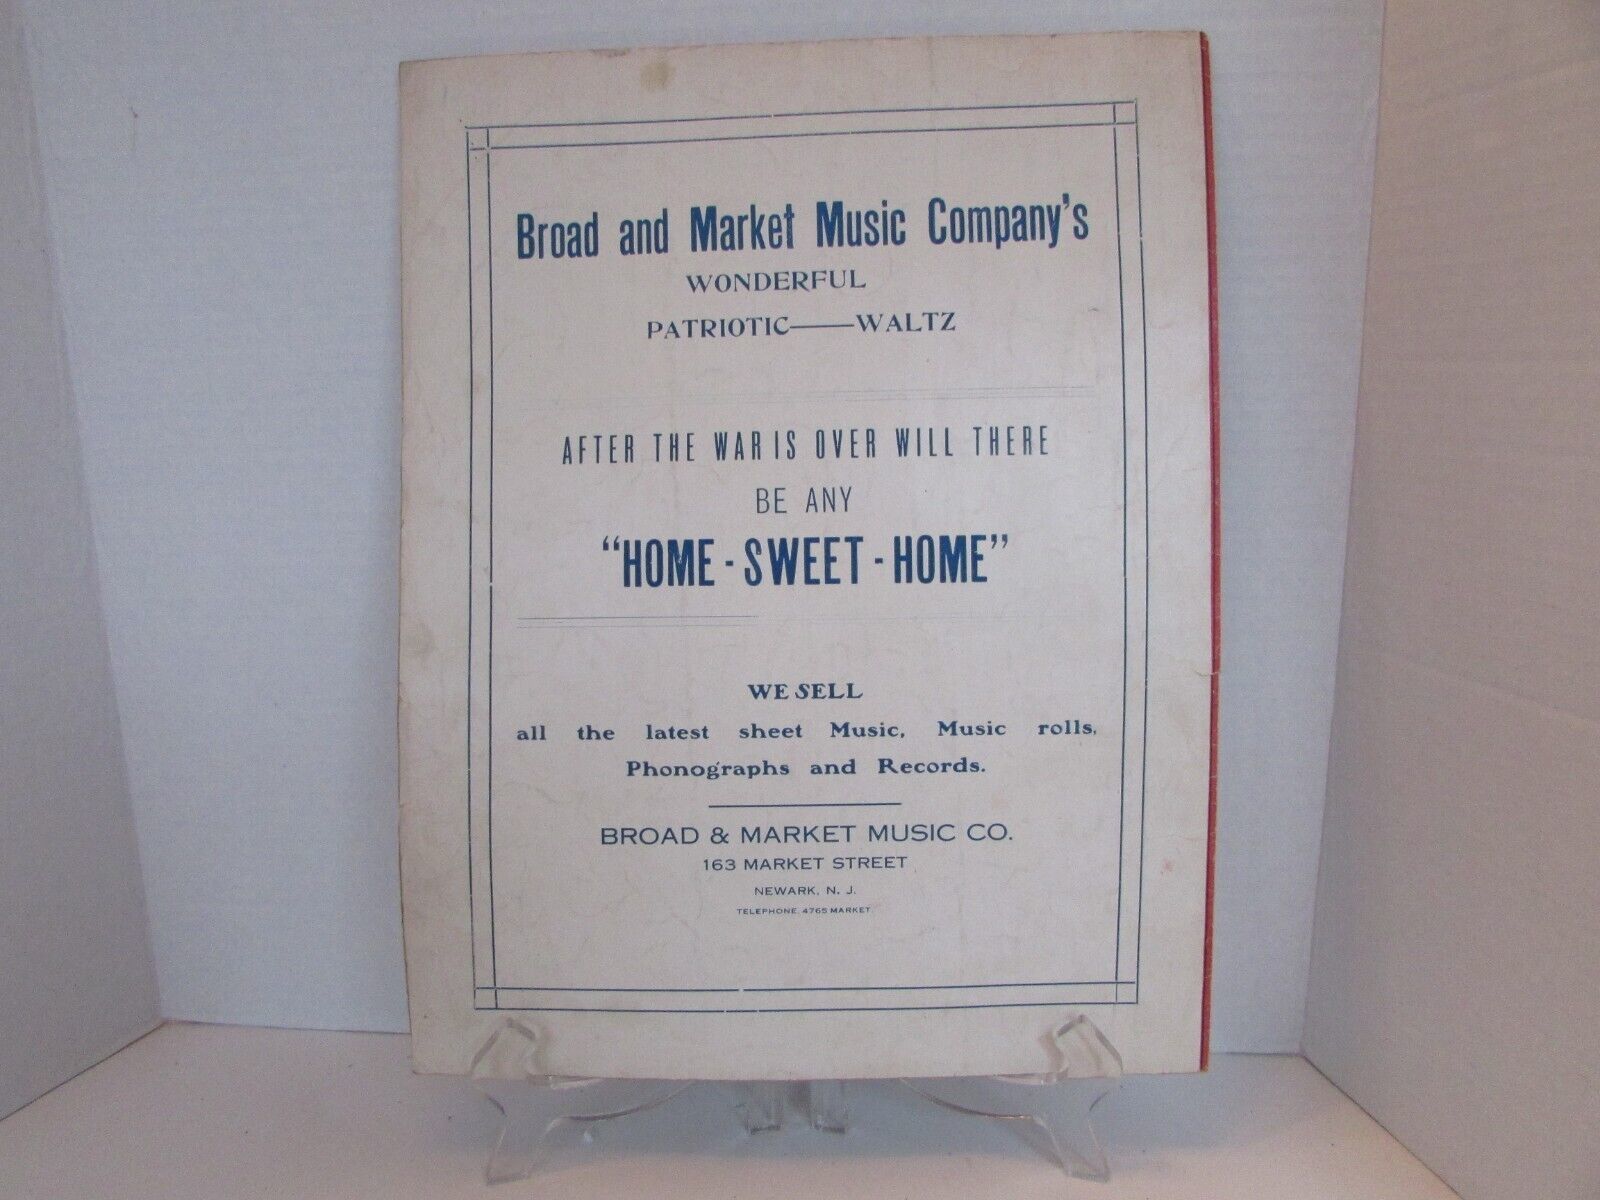 Broad and Market Music Company's
WONDERFUL
PATRIOTIC——WALTZ
AFTER THE WAR IS OVER WILL THERE
BE ANY
"HOME - SWEET - HOME"
WE SELL
all the latest sheet Music, Music rolls,
Phonographs and Records.
BROAD & MARKET MUSIC CO.
163 MARKET STREET
NEWARK, N. J.
TELEPHONE, 4765 MARKET.